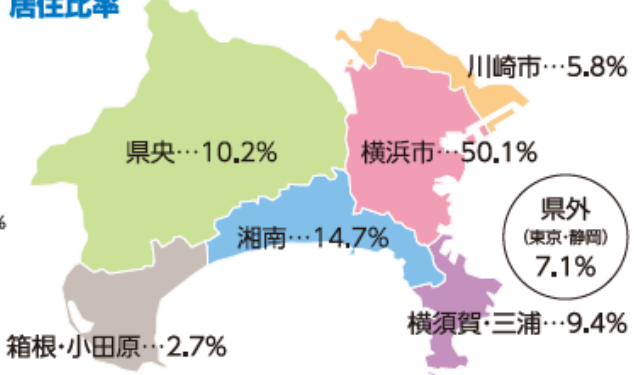 居住比率
川崎市…5.8%
県央…10.2%
横浜市…50.1%
県外
(東京・静岡)
7.1%
%
湘南…14.7%
横須賀・三浦…9.4%
箱根・小田原…2.7%